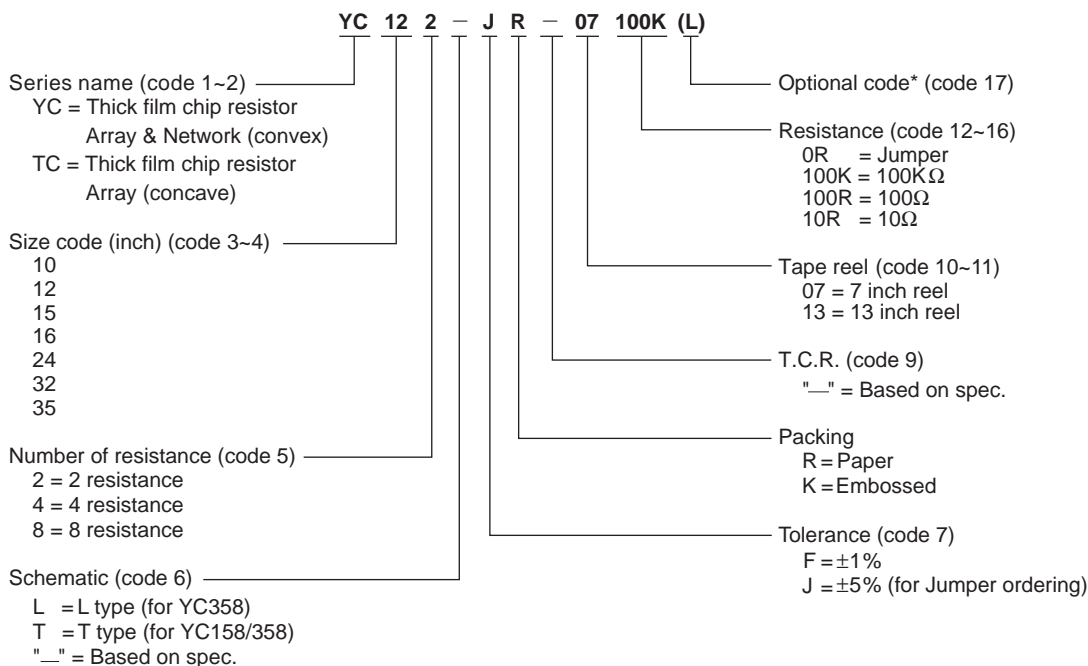 YC 12 2 — J R — 07 100K (L)
Series name (code 1~2)
YC = Thick film chip resistor
Array & Network (convex)
TC = Thick film chip resistor
Array (concave)
Size code (inch) (code 3~4)
10
12
15
16
24
32
35
Number of resistance (code 5)
2 = 2 resistance
4 = 4 resistance
8 = 8 resistance
Schematic (code 6)
L = L type (for YC358)
T = T type (for YC158/358)
"—" = Based on spec.
Optional code* (code 17)
Resistance (code 12~16)
0R = Jumper
100K = 100KΩ
100R = 100Ω
10R = 10Ω
Tape reel (code 10~11)
07 = 7 inch reel
13 = 13 inch reel
T.C.R. (code 9)
"—" = Based on spec.
Packing
R = Paper
K = Embossed
Tolerance (code 7)
F = ±1%
J = ±5% (for Jumper ordering)